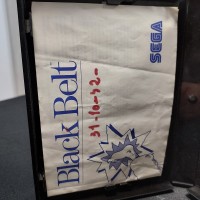 Black Belt
31-10-92-
SEGA